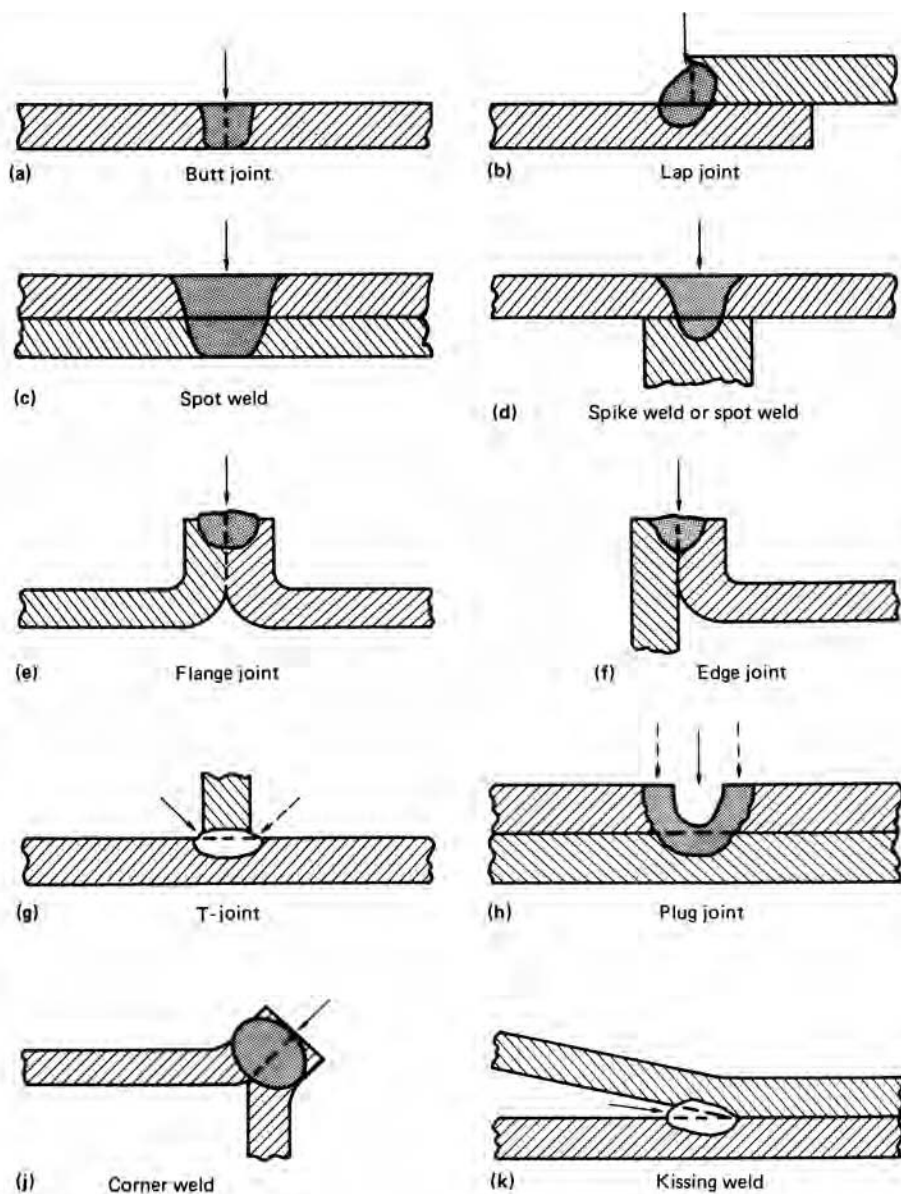 (a) Butt joint
(b) Lap joint
(c) Spot weld
(d) Spike weld or spot weld
(e) Flange joint
(f) Edge joint
(g) T-joint
(h) Plug joint
(j) Corner weld
(k) Kissing weld